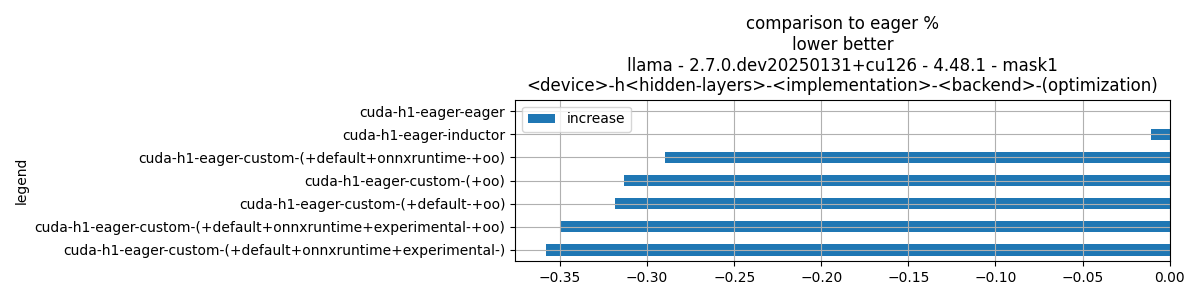 comparison to eager %
lower better
llama - 2.7.0.dev20250131+cu126 - 4.48.1 - mask1
<device>-h<hidden-layers>-<implementation>-<backend>-(optimization)
increase
legend
cuda-h1-eager-eager
cuda-h1-eager-inductor
cuda-h1-eager-custom-(+default+onnxruntime-+oo)
cuda-h1-eager-custom-(+oo)
cuda-h1-eager-custom-(+default-+oo)
cuda-h1-eager-custom-(+default+onnxruntime+experimental-+oo)
cuda-h1-eager-custom-(+default+onnxruntime+experimental-)
−0.35 −0.30 −0.25 −0.20 −0.15 −0.10 −0.05 0.00